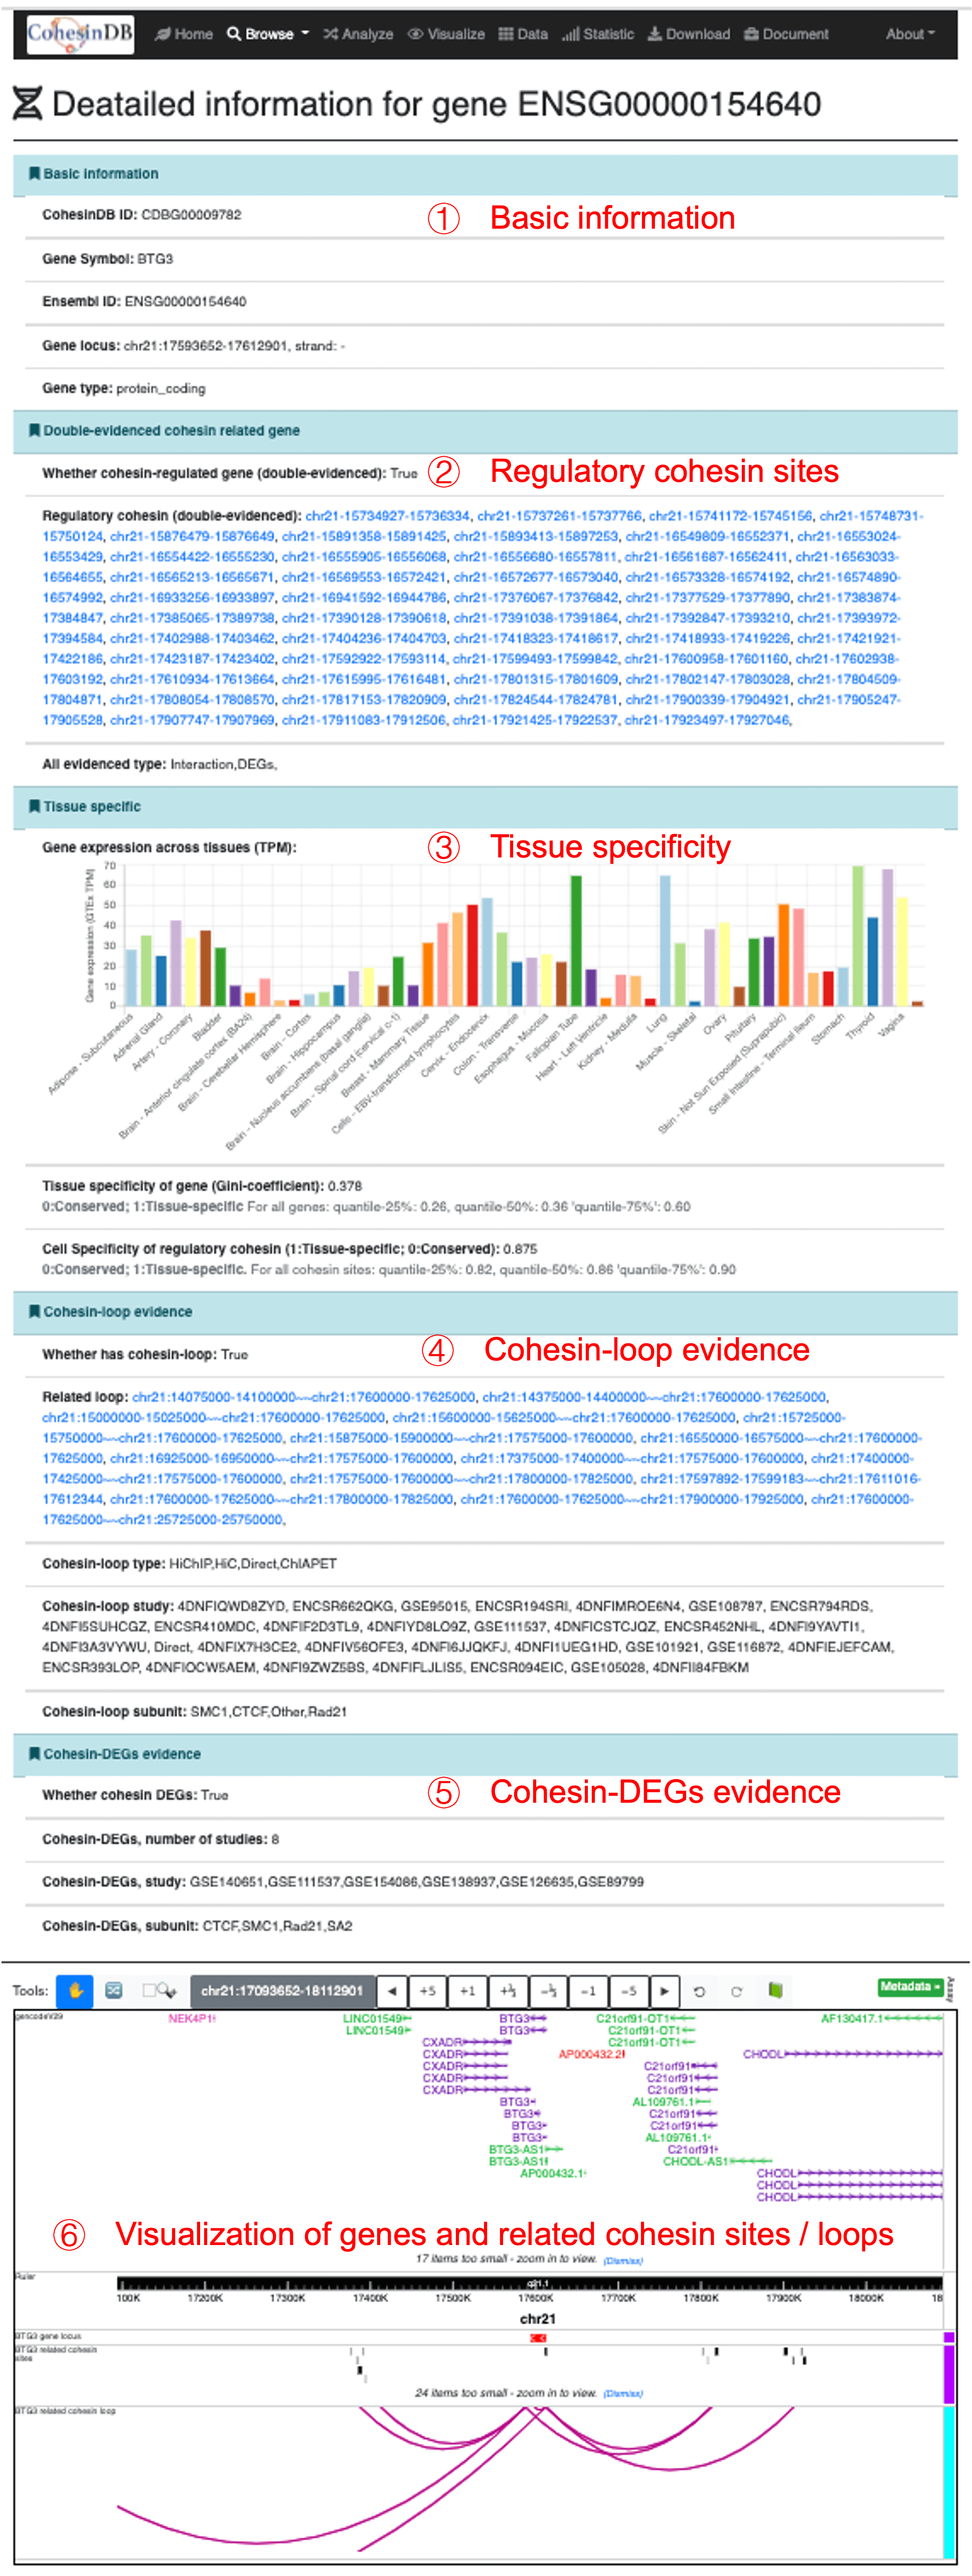 CohesinDB Home Browse Analyze Visualize Data Statistic Download Document About
Deatailed information for gene ENSG00000154640
Basic information
CohesinDB ID: CDBG00009782
① Basic information
Gene Symbol: BTG3
Ensembl ID: ENSG00000154640
Gene locus: chr21:17593652-17612901, strand: -
Gene type: protein_coding
Double-evidenced cohesin related gene
Whether cohesin-regulated gene (double-evidenced): True
② Regulatory cohesin sites
Regulatory cohesin (double-evidenced): chr21-15734927-15736334, chr21-15737261-15737766, chr21-15741172-15745156, chr21-15748731-
15750124, chr21-15876479-15876649, chr21-15891358-15891425, chr21-15893413-15897253, chr21-16549809-16552371, chr21-16553024-
16553429, chr21-16554422-16555230, chr21-16555905-16556068, chr21-16556680-16557811, chr21-16561687-16562411, chr21-16563033-
16564655, chr21-16565213-16565671, chr21-16569553-16572421, chr21-16572677-16573040, chr21-16573328-16574192, chr21-16574890-
16574992, chr21-16933256-16933897, chr21-16941592-16944786, chr21-17376067-17376842, chr21-17377529-17377890, chr21-17383874-
17384847, chr21-17385065-17389738, chr21-17390128-17390618, chr21-17391038-17391864, chr21-17392847-17393210, chr21-17393972-
17394584, chr21-17402988-17403462, chr21-17404236-17404703, chr21-17418323-17418617, chr21-17418933-17419226, chr21-17421921-
17422186, chr21-17423187-17423402, chr21-17592922-17593114, chr21-17599493-17599842, chr21-17600958-17601160, chr21-17602938-
17603192, chr21-17610934-17613664, chr21-17615995-17616481, chr21-17801315-17801609, chr21-17802147-17803028, chr21-17804509-
17804871, chr21-17808054-17808570, chr21-17817153-17820909, chr21-17824544-17824781, chr21-17900339-17904921, chr21-17905247-
17905528, chr21-17907747-17907969, chr21-17911083-17912506, chr21-17921425-17922537, chr21-17923497-17927046,
All evidenced type: Interaction,DEGs,
Tissue specific
Gene expression across tissues (TPM):
③ Tissue specificity
Gene expression (GTEx TPM)
70
60
50
40
30
20
10
0
Adipose - Subcutaneous
Adrenal Gland
Artery - Coronary
Bladder
Brain - Anterior cingulate cortex (BA24)
Brain - Cerebellar Hemisphere
Brain - Cortex
Brain - Hippocampus
Brain - Nucleus accumbens (basal ganglia)
Brain - Spinal cord (cervical c-1)
Breast - Mammary Tissue
Cells - EBV-transformed lymphocytes
Cervix - Endocervix
Colon - Transverse
Esophagus - Mucosa
Fallopian Tube
Heart - Left Ventricle
Kidney - Medulla
Lung
Muscle - Skeletal
Ovary
Pituitary
Skin - Not Sun Exposed (Suprapubic)
Small Intestine - Terminal Ileum
Stomach
Thyroid
Vagina
Tissue specificity of gene (Gini-coefficient): 0.378
0:Conserved; 1:Tissue-specific For all genes: quantile-25%: 0.26, quantile-50%: 0.36 'quantile-75%': 0.60
Cell Specificity of regulatory cohesin (1:Tissue-specific; 0:Conserved): 0.875
0:Conserved; 1:Tissue-specific. For all cohesin sites: quantile-25%: 0.82, quantile-50%: 0.86 'quantile-75%': 0.90
Cohesin-loop evidence
Whether has cohesin-loop: True
④ Cohesin-loop evidence
Related loop: chr21:14075000-14100000~~chr21:17600000-17625000, chr21:14375000-14400000~~chr21:17600000-17625000,
chr21:15000000-15025000~~chr21:17600000-17625000, chr21:15600000-15625000~~chr21:17600000-17625000, chr21:15725000-
15750000~~chr21:17600000-17625000, chr21:15875000-15900000~~chr21:17575000-17600000, chr21:16550000-16575000~~chr21:17600000-
17625000, chr21:16925000-16950000~~chr21:17575000-17600000, chr21:17375000-17400000~~chr21:17575000-17600000, chr21:17400000-
17425000~~chr21:17575000-17600000, chr21:17575000-17600000~~chr21:17800000-17825000, chr21:17597892-17599183~~chr21:17611016-
17612344, chr21:17600000-17625000~~chr21:17800000-17825000, chr21:17600000-17625000~~chr21:17900000-17925000, chr21:17600000-
17625000~~chr21:25725000-25750000,
Cohesin-loop type: HiChIP,HiC,Direct,ChIAPET
Cohesin-loop study: 4DNFIQWD8ZYD, ENCSR662QKG, GSE95015, ENCSR194SRI, 4DNFIMROE6N4, GSE108787, ENCSR794RDS,
4DNFI5SUHCGZ, ENCSR410MDC, 4DNFIF2D3TL9, 4DNFIYD8LO9Z, GSE111537, 4DNFICSTCJQZ, ENCSR452NHL, 4DNFI9YAVTI1,
4DNFI3A3VYWU, Direct, 4DNFIX7H3CE2, 4DNFIV56OFE3, 4DNFI6JJQKFJ, 4DNFI1UEG1HD, GSE101921, GSE116872, 4DNFIEJEFCAM,
ENCSR393LOP, 4DNFIOCW5AEM, 4DNFI9ZWZ5BS, 4DNFIFLJLIS5, ENCSR094EIC, GSE105028, 4DNFII84FBKM
Cohesin-loop subunit: SMC1,CTCF,Other,Rad21
Cohesin-DEGs evidence
Whether cohesin DEGs: True
⑤ Cohesin-DEGs evidence
Cohesin-DEGs, number of studies: 8
Cohesin-DEGs, study: GSE140651,GSE111537,GSE154086,GSE138937,GSE126635,GSE89799
Cohesin-DEGs, subunit: CTCF,SMC1,Rad21,SA2
Tools: chr21:17093652-18112901 ◄ +5 +1 +⅓ -⅓ -1 -5 ► Metadata Assay
gencodeV29
NEK4P1 LINC01549 BTG3 C21orf91-OT1 AF130417.1
LINC01549 BTG3 C21orf91-OT1
CXADR C21orf91-OT1
CXADR AP000432.2 CHODL
CXADR C21orf91
CXADR C21orf91
CXADR C21orf91
BTG3 AL109761.1
BTG3 C21orf91
BTG3 C21orf91
BTG3 AL109761.1
BTG3-AS1 C21orf91
BTG3-AS1 CHODL-AS1
AP000432.1 CHODL
CHODL
CHODL
⑥ Visualization of genes and related cohesin sites / loops
17 items too small - zoom in to view. (Dismiss)
Ruler
q21.1
100K 17200K 17300K 17400K 17500K 17600K 17700K 17800K 17900K 18000K 18
chr21
BTG3 gene locus
BTG3 related cohesin
sites
24 items too small - zoom in to view. (Dismiss)
BTG3 related cohesin loop